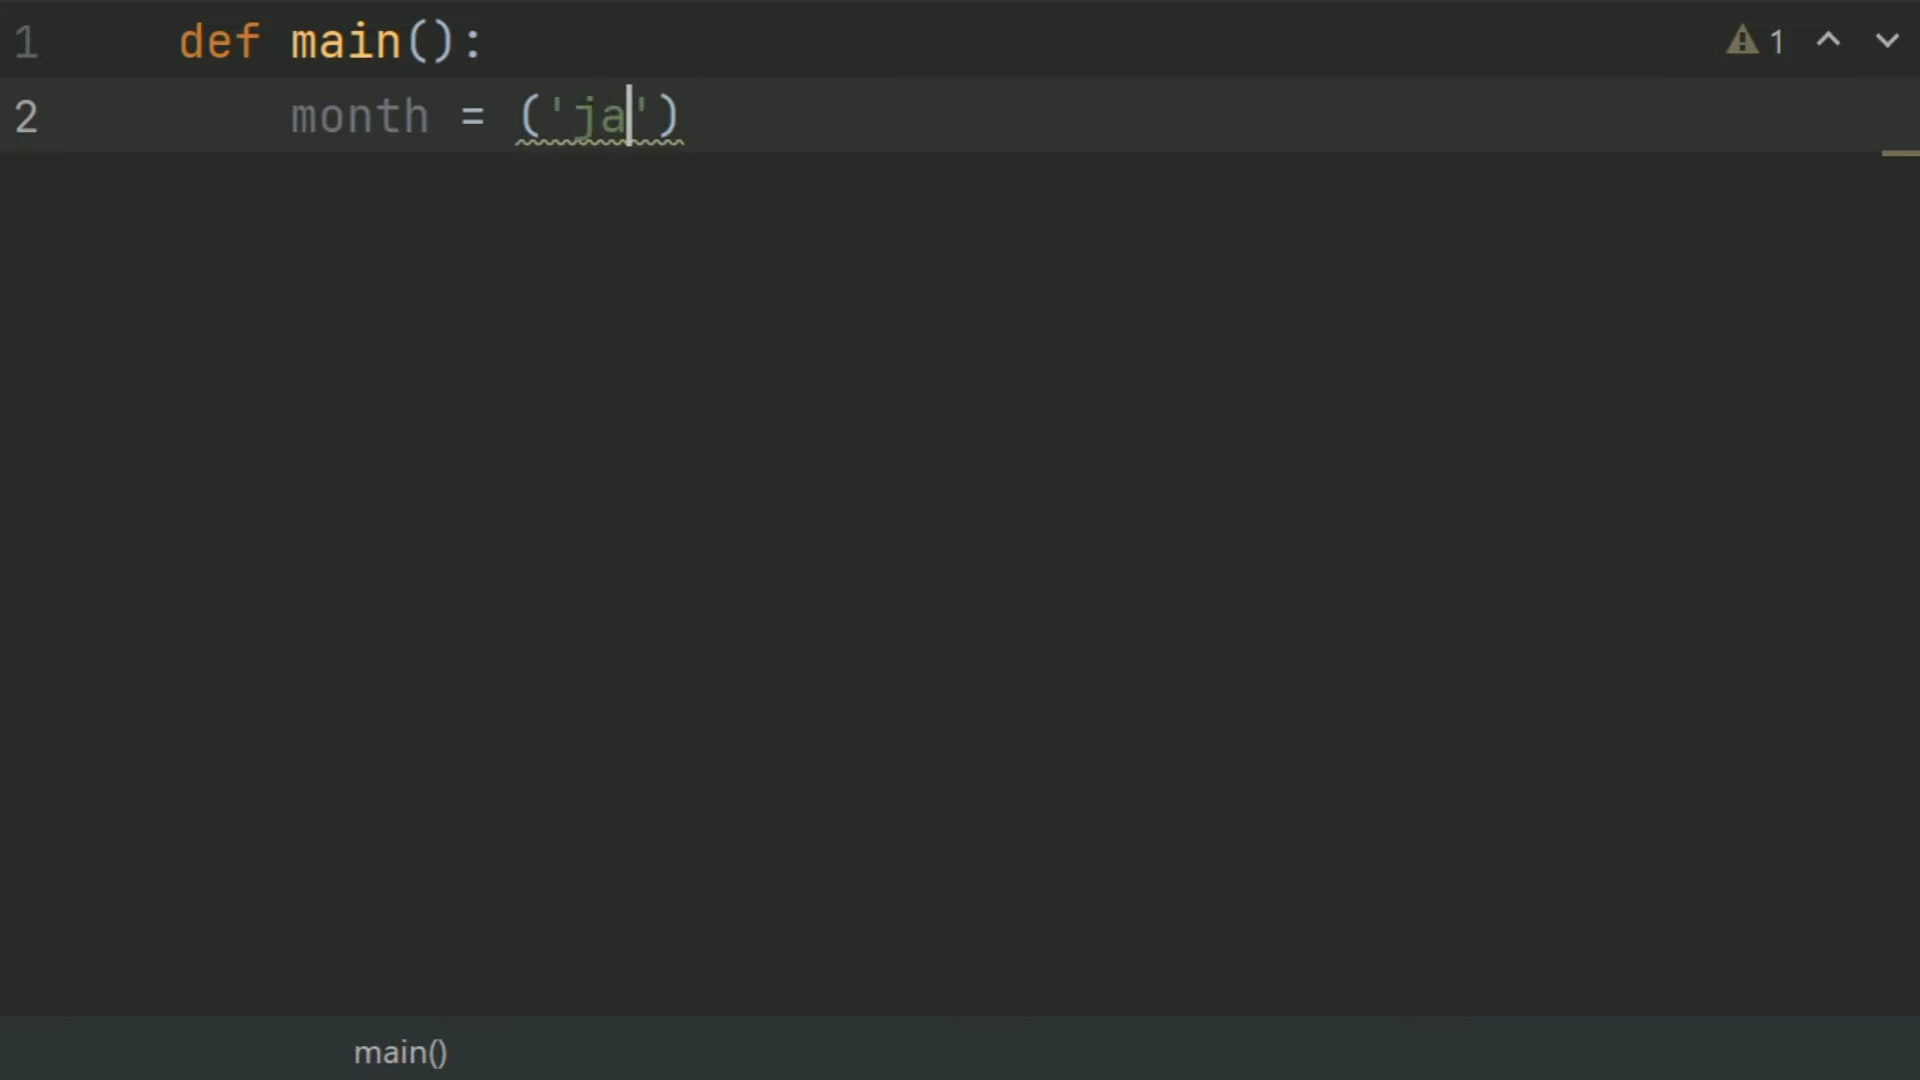 1 def main(): 1
2 month = ('ja')
main()